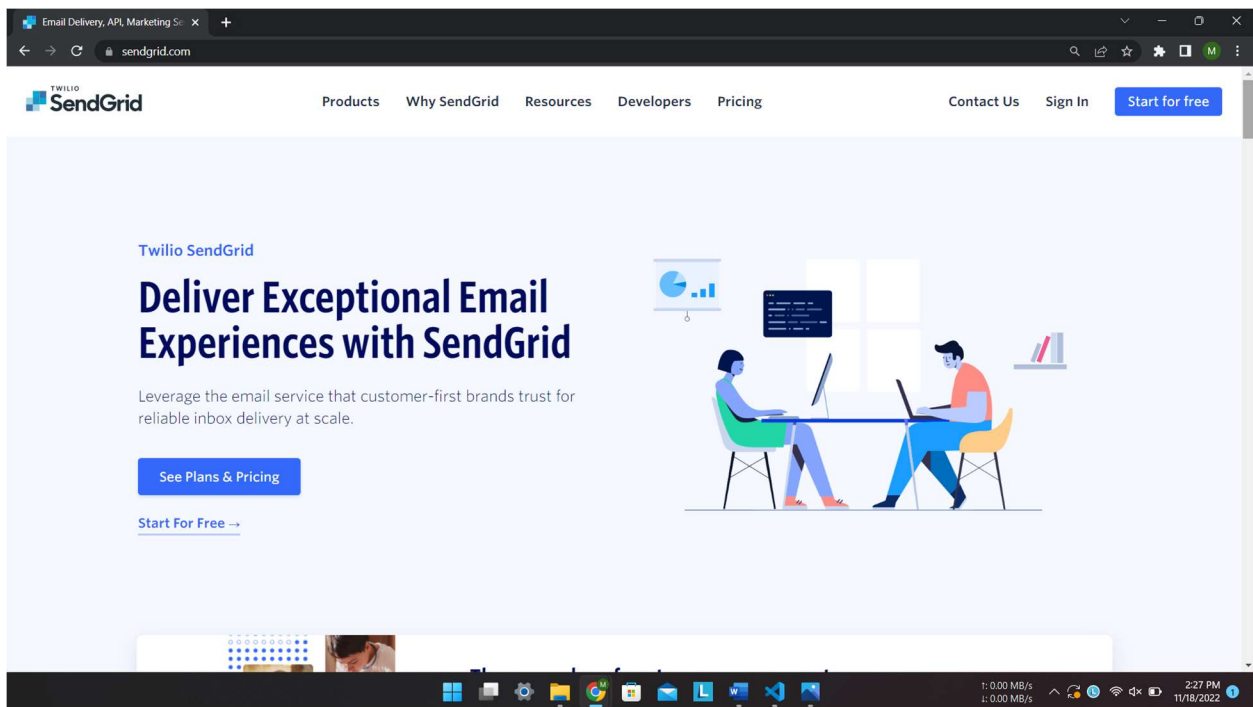 Email Delivery, API, Marketing Se
sendgrid.com
M
TWILIO
SendGrid
Products Why SendGrid Resources Developers Pricing Contact Us Sign In Start for free
Twilio SendGrid
Deliver Exceptional Email
Experiences with SendGrid
Leverage the email service that customer-first brands trust for
reliable inbox delivery at scale.
See Plans & Pricing
Start For Free →
↑: 0.00 MB/s
↓: 0.00 MB/s
2:27 PM
11/18/2022